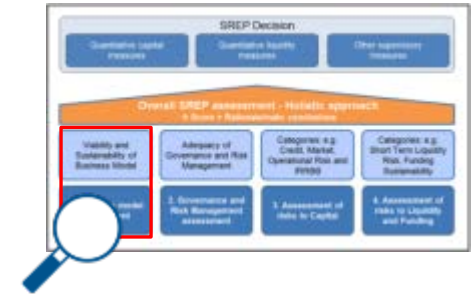 SREP Decision
Quantitative capital
measures
Quantitative liquidity
measures
Other supervisory
measures
Overall SREP assessment - Holistic approach
Viability and
Sustainability of
Business Model
Adequacy of
Governance and Risk
Management
Categories: e.g.
Credit, Market,
Operational Risk and
IRRBB
Categories: e.g.
Short Term Liquidity
Risk, Funding
Sustainability
model
2. Governance and
Risk Management
assessment
3. Assessment of
risks to Capital
4. Assessment of
risks to Liquidity
and Funding